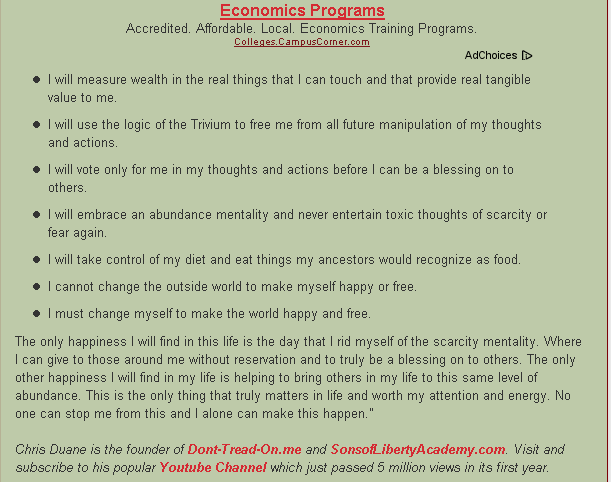 Economics Programs
Accredited. Affordable. Local. Economics Training Programs.
Colleges.CampusCorner.com
AdChoices
I will measure wealth in the real things that I can touch and that provide real tangible
value to me.
I will use the logic of the Trivium to free me from all future manipulation of my thoughts
and actions.
I will vote only for me in my thoughts and actions before I can be a blessing on to
others.
I will embrace an abundance mentality and never entertain toxic thoughts of scarcity or
fear again.
I will take control of my diet and eat things my ancestors would recognize as food.
I cannot change the outside world to make myself happy or free.
I must change myself to make the world happy and free.
The only happiness I will find in this life is the day that I rid myself of the scarcity mentality. Where
I can give to those around me without reservation and to truly be a blessing on to others. The only
other happiness I will find in my life is helping to bring others in my life to this same level of
abundance. This is the only thing that truly matters in life and worth my attention and energy. No
one can stop me from this and I alone can make this happen."
Chris Duane is the founder of Dont-Tread-On.me and SonsofLibertyAcademy.com. Visit and
subscribe to his popular Youtube Channel which just passed 5 million views in its first year.